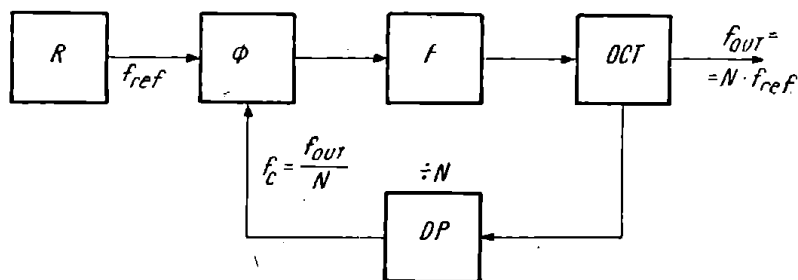 R
f_ref
Φ
F
OCT
f_OUT =
= N · f_ref.
f_C = f_OUT / N
÷N
DP